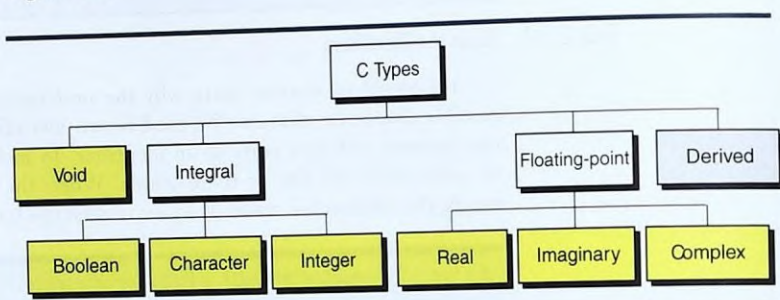 C Types
Void
Integral
Floating-point
Derived
Boolean
Character
Integer
Real
Imaginary
Complex